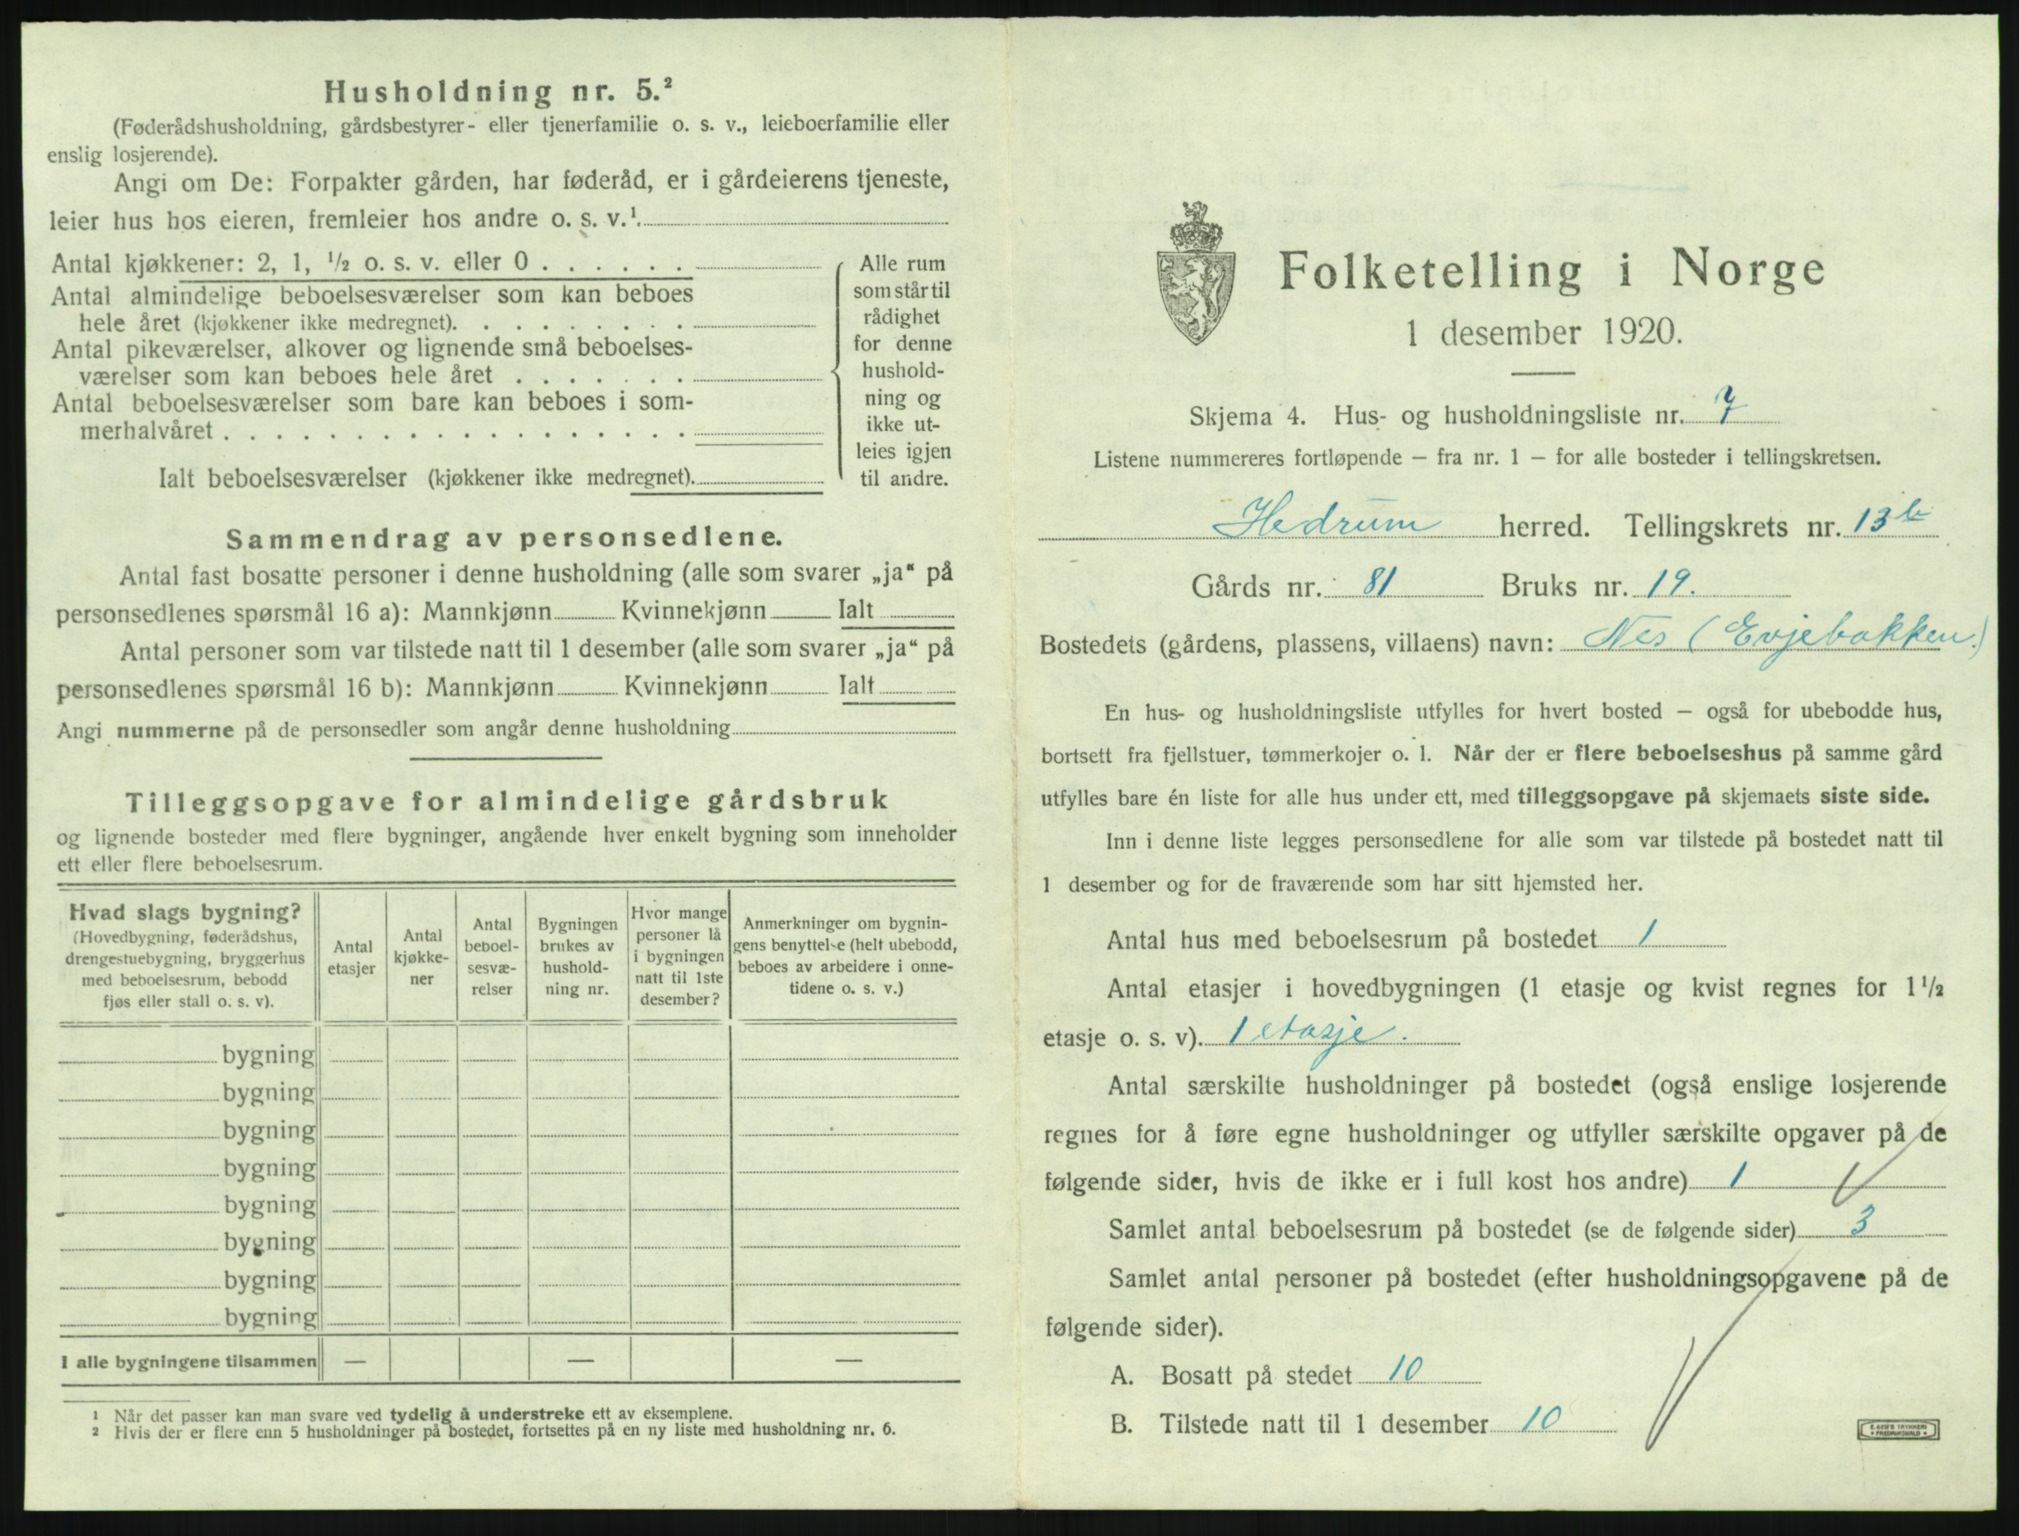 Husholdning nr. 5.²
(Føderådshusholdning, gårdsbestyrer- eller tjenerfamilie o. s. v., leieboerfamilie eller
enslig losjerende).
Angi om De: Forpakter gården, har føderåd, er i gårdeierens tjeneste,
leier hus hos eieren, fremleier hos andre o. s. v.¹.
Antal kjøkkener: 2, 1, ½ o. s. v. eller 0 . . . . . .
Antal almindelige beboelsesværelser som kan beboes
hele året (kjøkkener ikke medregnet). . . . . . . . .
Antal pikeværelser, alkover og lignende små beboelses-
værelser som kan beboes hele året . . . . . . .
Antal beboelsesværelser som bare kan beboes i som-
merhalvåret . . . . . . . . . . . . . . . . . .
Ialt beboelsesværelser (kjøkkener ikke medregnet).
Alle rum
som står til
rådighet
for denne
hushold-
ning og
ikke ut-
leies igjen
til andre.
Sammendrag av personsedlene.
Antal fast bosatte personer i denne husholdning (alle som svarer „ja“ på
personsedlenes spørsmål 16 a): Mannkjønn Kvinnekjønn Ialt
Antal personer som var tilstede natt til 1 desember (alle som svarer „ja“ på
personsedlenes spørsmål 16 b): Mannkjønn Kvinnekjønn Ialt
Angi nummerne på de personsedler som angår denne husholdning
Tilleggsopgave for almindelige gårdsbruk
og lignende bosteder med flere bygninger, angående hver enkelt bygning som inneholder
ett eller flere beboelsesrum.
Hvad slags bygning?
(Hovedbygning, føderådshus,
drengestuebygning, bryggerhus
med beboelsesrum, bebodd
fjøs eller stall o. s. v).
Antal
etasjer
Antal
kjøkke-
ner
Antal
beboel-
sesvæ-
relser
Bygningen
brukes av
hushold-
ning nr.
Hvor mange
personer lå
i bygningen
natt til 1ste
desember?
Anmerkninger om bygnin-
gens benyttelse (helt ubebodd,
beboes av arbeidere i onne-
tidene o. s. v.)
bygning
bygning
bygning
bygning
bygning
bygning
bygning
bygning
I alle bygningene tilsammen — — —
1 Når det passer kan man svare ved tydelig å understreke ett av eksemplene.
2 Hvis der er flere enn 5 husholdninger på bostedet, fortsettes på en ny liste med husholdning nr. 6.
Folketelling i Norge
1 desember 1920.
Skjema 4. Hus- og husholdningsliste nr. 7
Listene nummereres fortløpende — fra nr. 1 — for alle bosteder i tellingskretsen.
Hedrum herred. Tellingskrets nr. 13b
Gårds nr. 81 Bruks nr. 19.
Bostedets (gårdens, plassens, villaens) navn: Nes (Evjebakken.)
En hus- og husholdningsliste utfylles for hvert bosted — også for ubebodde hus,
bortsett fra fjellstuer, tømmerkojer o. l. Når der er flere beboelseshus på samme gård
utfylles bare én liste for alle hus under ett, med tilleggsopgave på skjemaets siste side.
Inn i denne liste legges personsedlene for alle som var tilstede på bostedet natt til
1 desember og for de fraværende som har sitt hjemsted her.
Antal hus med beboelsesrum på bostedet 1
Antal etasjer i hovedbygningen (1 etasje og kvist regnes for 1½
etasje o. s. v). 1 etasje.
Antal særskilte husholdninger på bostedet (også enslige losjerende
regnes for å føre egne husholdninger og utfyller særskilte opgaver på de
følgende sider, hvis de ikke er i full kost hos andre) 1
Samlet antal beboelsesrum på bostedet (se de følgende sider) 3
Samlet antal personer på bostedet (efter husholdningsopgavene på de
følgende sider).
A. Bosatt på stedet 10
B. Tilstede natt til 1 desember 10